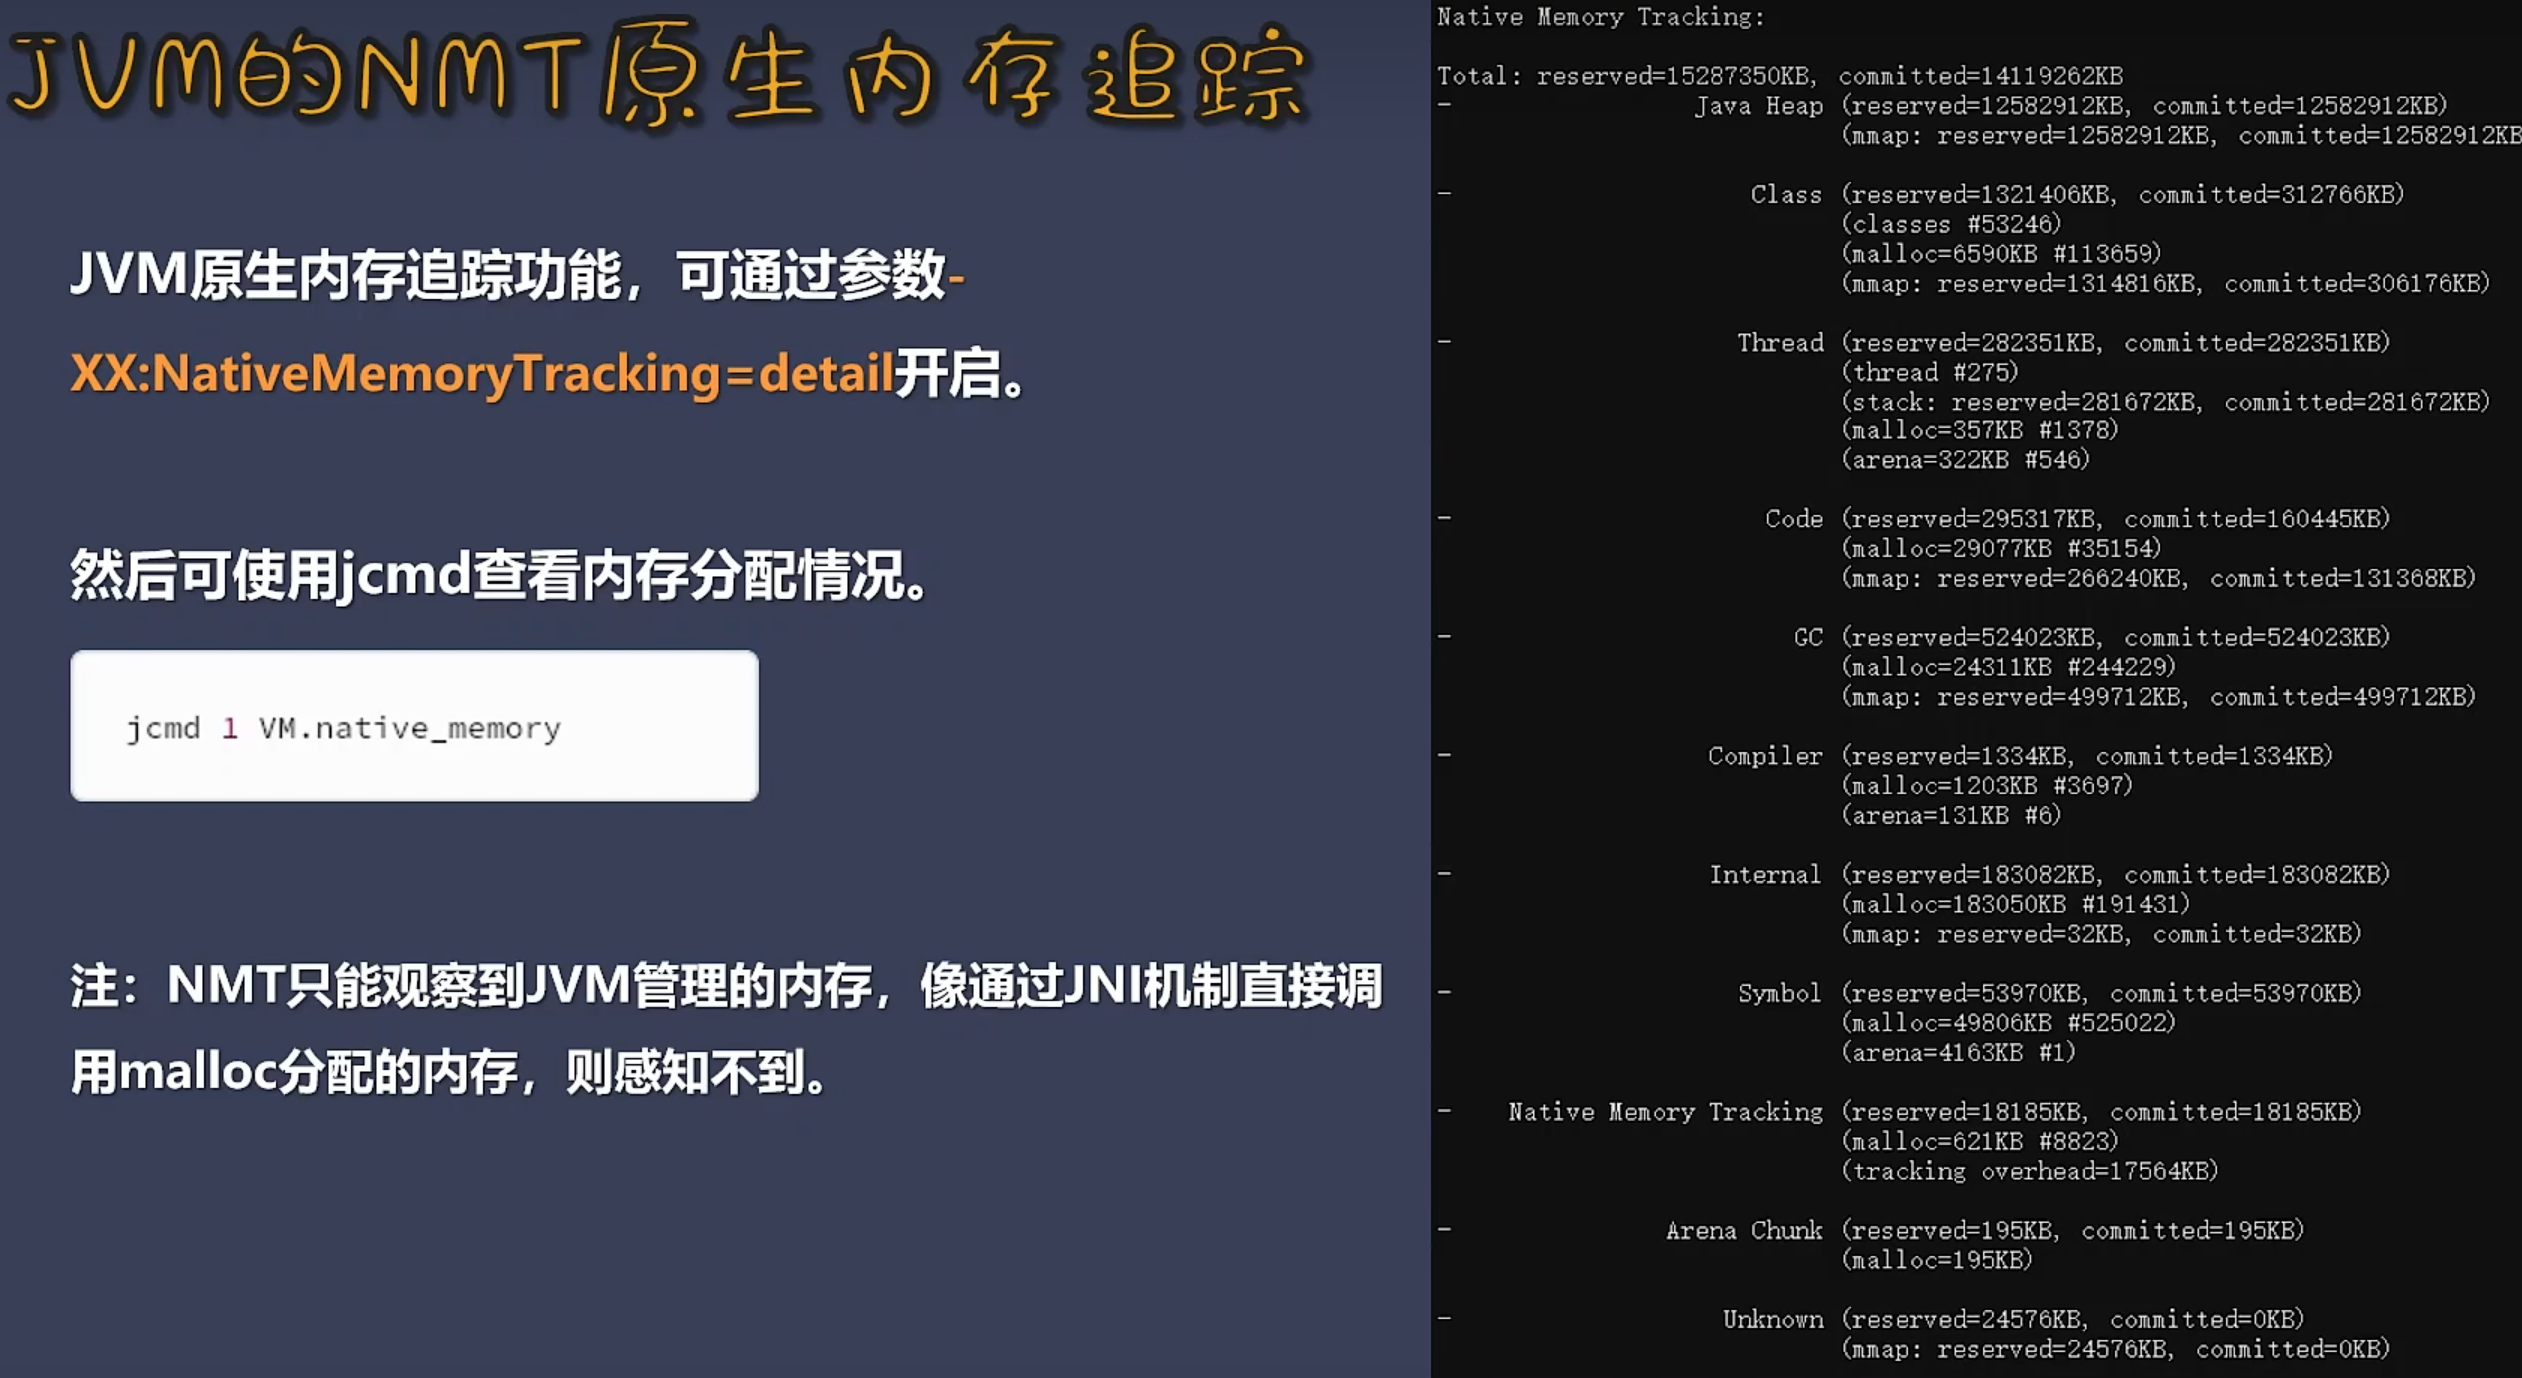 JVM的NMT原生内存追踪
JVM原生内存追踪功能，可通过参数-
XX:NativeMemoryTracking=detail开启。
然后可使用jcmd查看内存分配情况。
jcmd 1 VM.native_memory
注：NMT只能观察到JVM管理的内存，像通过JNI机制直接调
用malloc分配的内存，则感知不到。
Native Memory Tracking:
Total: reserved=15287350KB, committed=14119262KB
- Java Heap (reserved=12582912KB, committed=12582912KB)
(mmap: reserved=12582912KB, committed=12582912KB
- Class (reserved=1321406KB, committed=312766KB)
(classes #53246)
(malloc=6590KB #113659)
(mmap: reserved=1314816KB, committed=306176KB)
- Thread (reserved=282351KB, committed=282351KB)
(thread #275)
(stack: reserved=281672KB, committed=281672KB)
(malloc=357KB #1378)
(arena=322KB #546)
- Code (reserved=295317KB, committed=160445KB)
(malloc=29077KB #35154)
(mmap: reserved=266240KB, committed=131368KB)
- GC (reserved=524023KB, committed=524023KB)
(malloc=24311KB #244229)
(mmap: reserved=499712KB, committed=499712KB)
- Compiler (reserved=1334KB, committed=1334KB)
(malloc=1203KB #3697)
(arena=131KB #6)
- Internal (reserved=183082KB, committed=183082KB)
(malloc=183050KB #191431)
(mmap: reserved=32KB, committed=32KB)
- Symbol (reserved=53970KB, committed=53970KB)
(malloc=49806KB #525022)
(arena=4163KB #1)
- Native Memory Tracking (reserved=18185KB, committed=18185KB)
(malloc=621KB #8823)
(tracking overhead=17564KB)
- Arena Chunk (reserved=195KB, committed=195KB)
(malloc=195KB)
- Unknown (reserved=24576KB, committed=0KB)
(mmap: reserved=24576KB, committed=0KB)